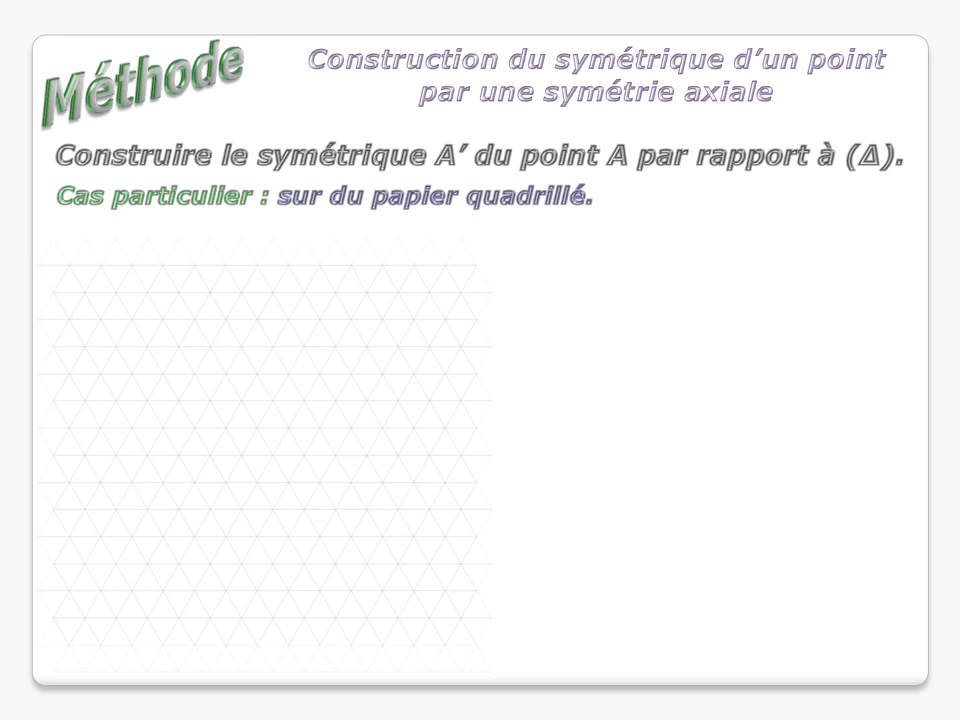 Méthode
Construction du symétrique d’un point
par une symétrie axiale
Construire le symétrique A’ du point A par rapport à (Δ).
Cas particulier : sur du papier quadrillé.